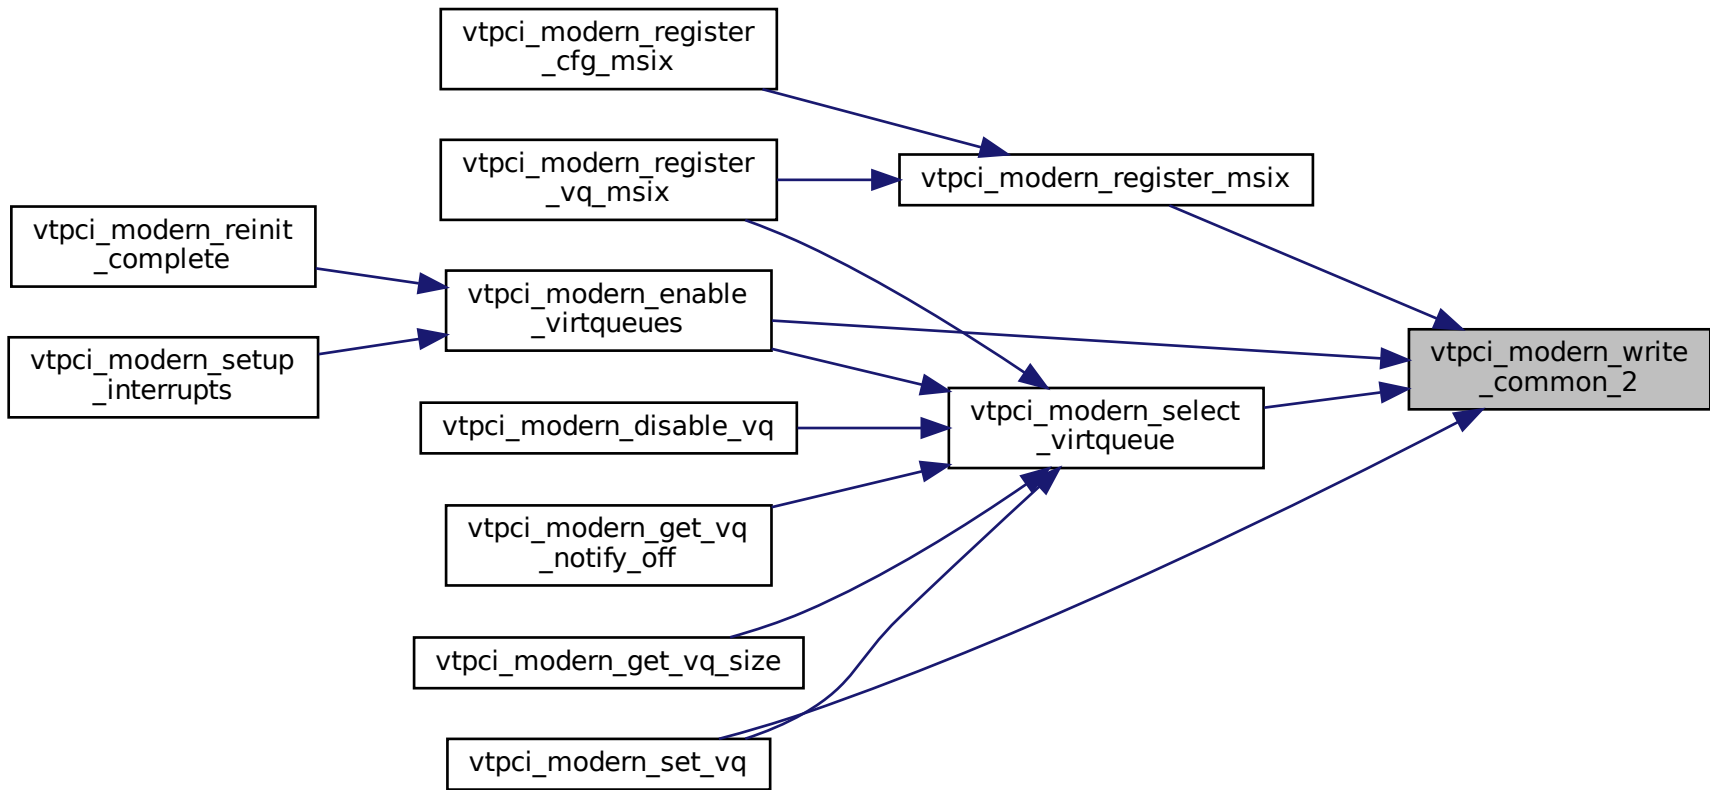 vtpci_modern_register
_cfg_msix
vtpci_modern_register
_vq_msix
vtpci_modern_register_msix
vtpci_modern_reinit
_complete
vtpci_modern_enable
_virtqueues
vtpci_modern_setup
_interrupts
vtpci_modern_write
_common_2
vtpci_modern_select
_virtqueue
vtpci_modern_disable_vq
vtpci_modern_get_vq
_notify_off
vtpci_modern_get_vq_size
vtpci_modern_set_vq